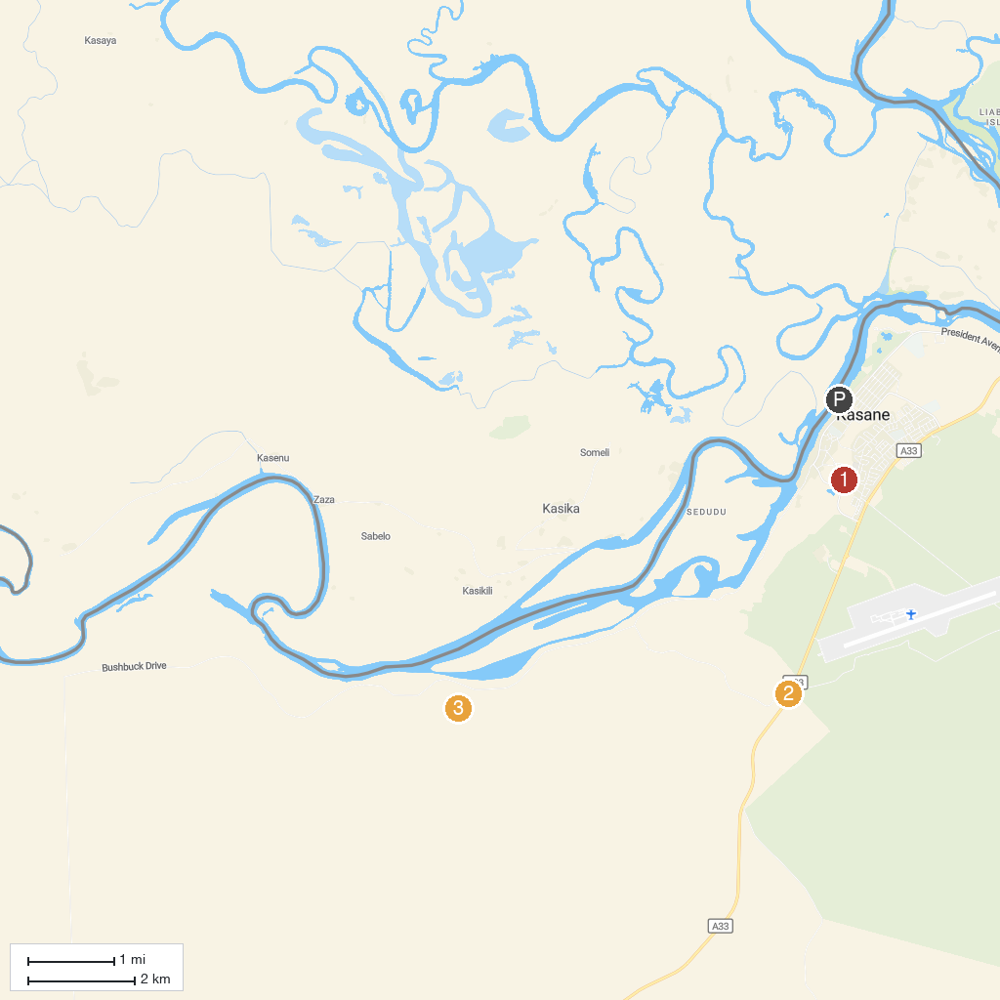 Kasaya
LIAB
ISL
President Aven
P
Kasane
A33
Kasenu
Someli
1
Zaza
Kasika
SEDUDU
Sabelo
Kasikili
Bushbuck Drive
2
3
A33
1 mi
2 km